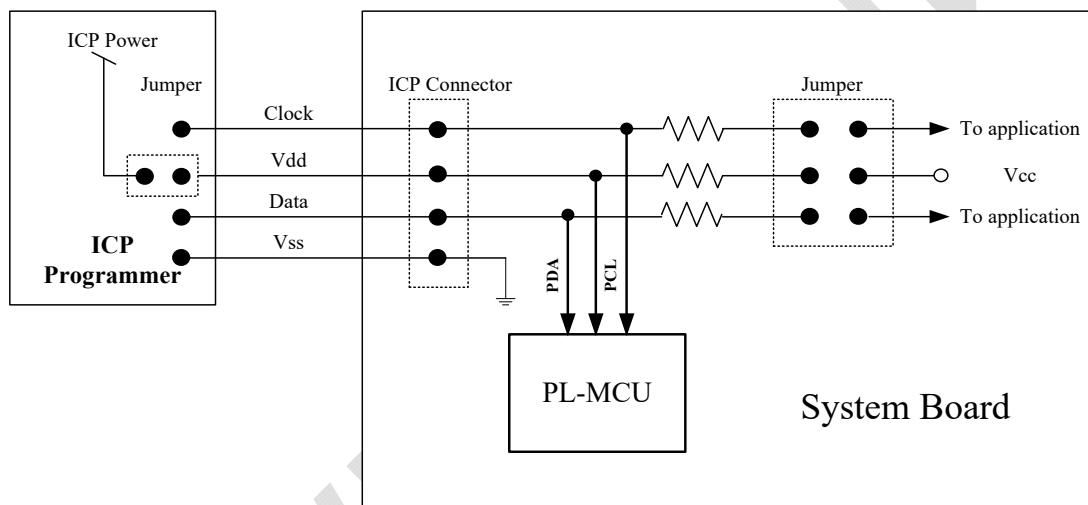 ICP Power
Jumper
ICP Connector
Jumper
Clock
To application
Vdd
Vcc
Data
To application
Vss
ICP
Programmer
PDA
PCL
PL-MCU
System Board